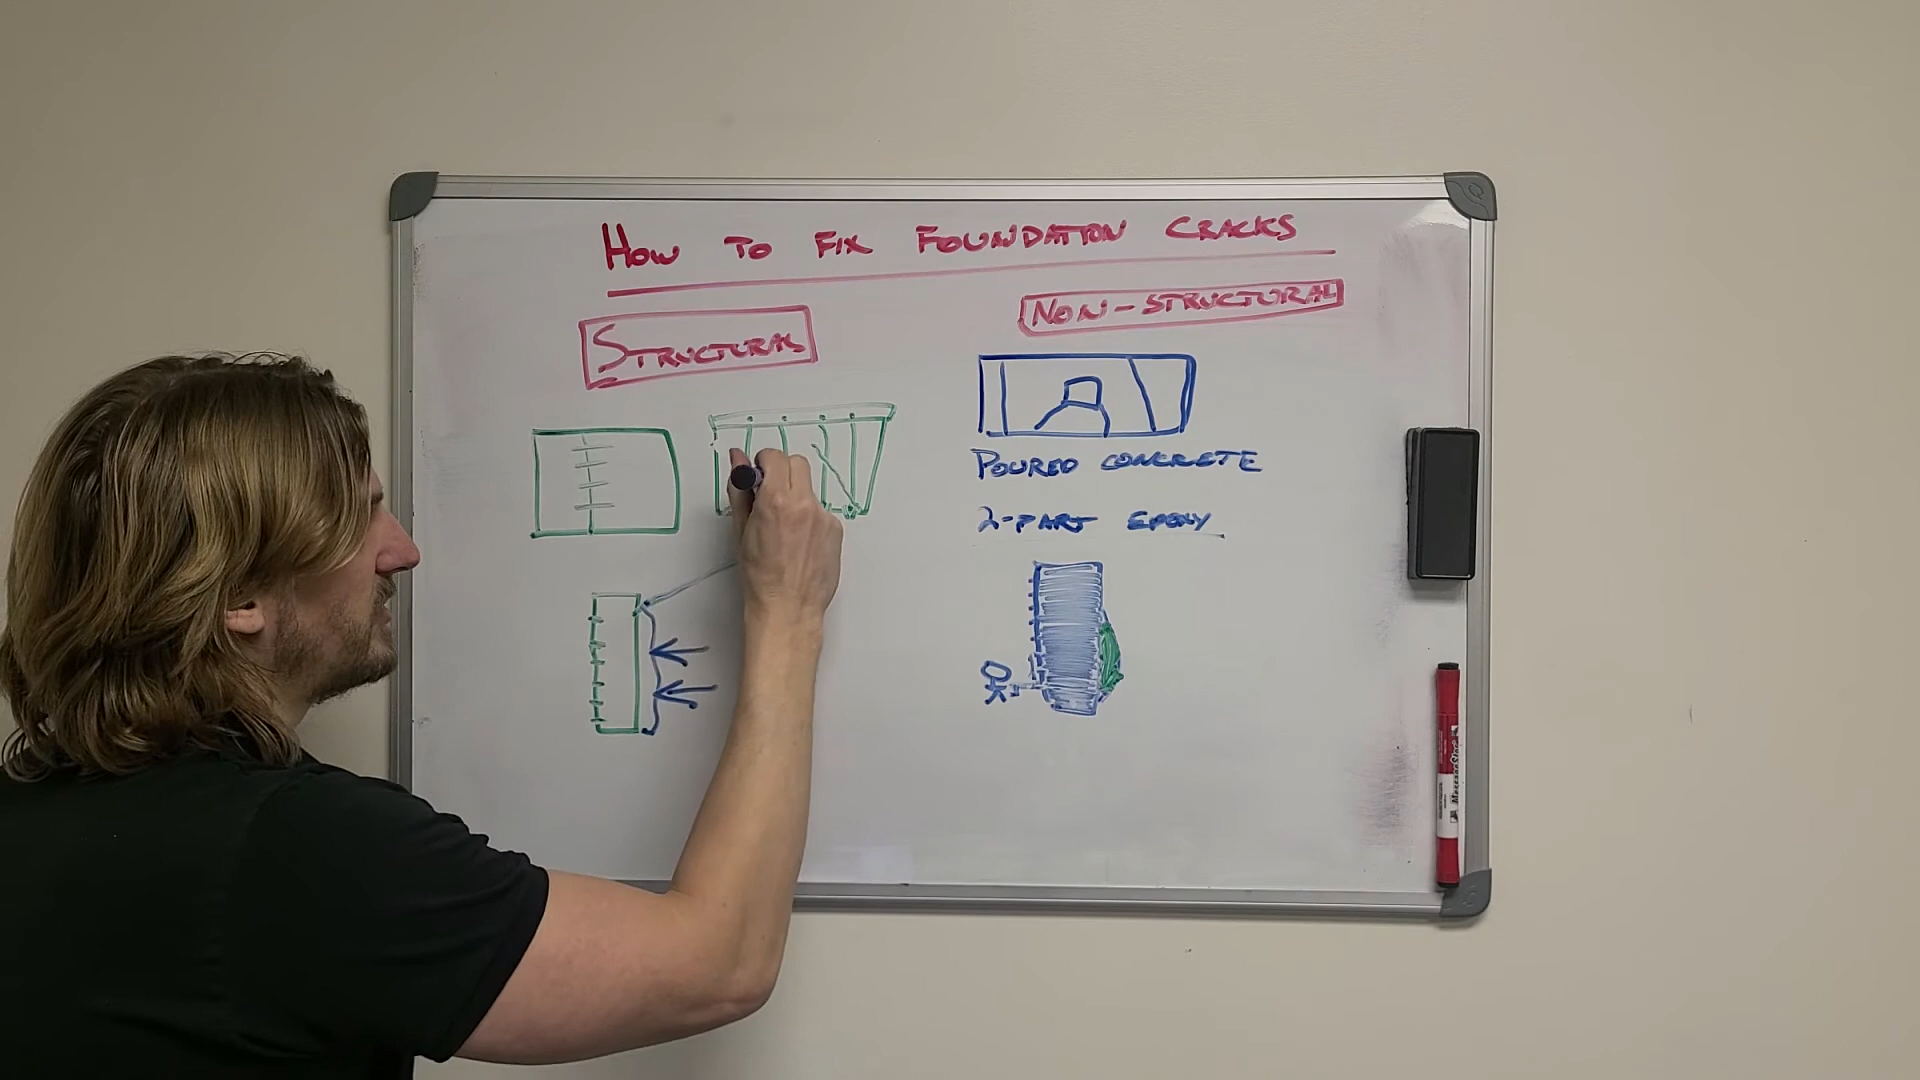 HOW TO FIX FOUNDATION CRACKS
STRUCTURAL
NON-STRUCTURAL
POURED CONCRETE
2-PART EPOXY